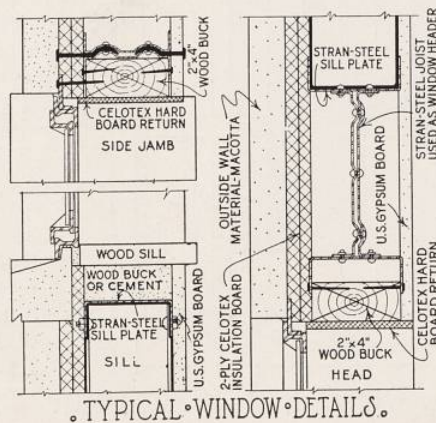 2"×4"
WOOD BUCK
CELOTEX HARD
BOARD RETURN
SIDE JAMB
WOOD SILL
WOOD BUCK
OR CEMENT
STRAN-STEEL
SILL PLATE
SILL
U.S. GYPSUM BOARD
STRAN-STEEL
SILL PLATE
OUTSIDE WALL
MATERIAL-MACOTTA
2-PLY CELOTEX
INSULATION BOARD
U.S. GYPSUM BOARD
STRAN-STEEL JOIST
USED AS WINDOW HEADER
CELOTEX HARD
BOARD RETURN
2"×4"
WOOD BUCK
HEAD
•TYPICAL•WINDOW•DETAILS•